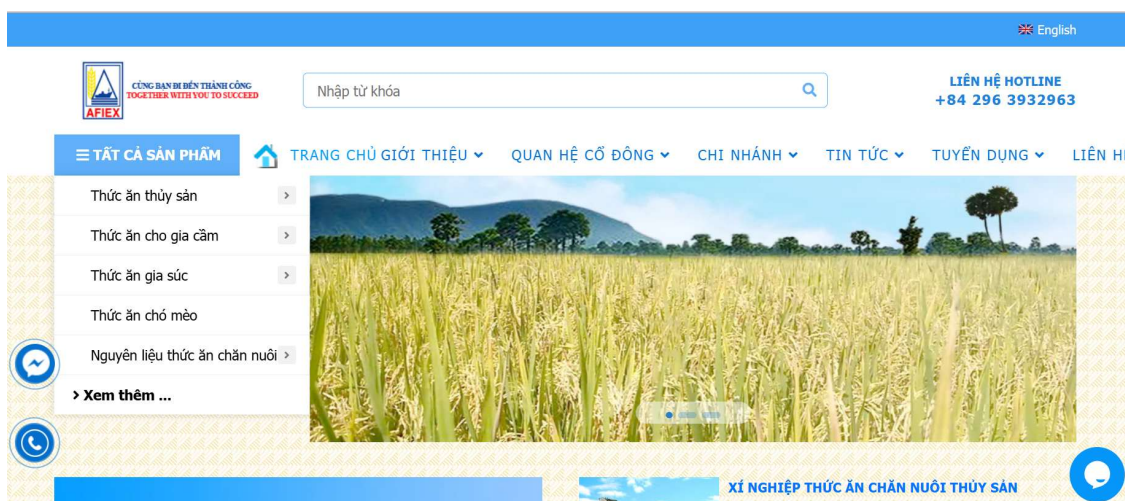 English
CÙNG BẠN ĐI ĐẾN THÀNH CÔNG
TOGETHER WITH YOU TO SUCCEED
AFIEX
Nhập từ khóa
LIÊN HỆ HOTLINE
+84 296 3932963
TẤT CẢ SẢN PHẨM
TRANG CHỦ GIỚI THIỆU QUAN HỆ CỔ ĐÔNG CHI NHÁNH TIN TỨC TUYỂN DỤNG LIÊN H
Thức ăn thủy sản
Thức ăn cho gia cầm
Thức ăn gia súc
Thức ăn chó mèo
Nguyên liệu thức ăn chăn nuôi
Xem thêm ...
XÍ NGHIỆP THỨC ĂN CHĂN NUÔI THỦY SẢN